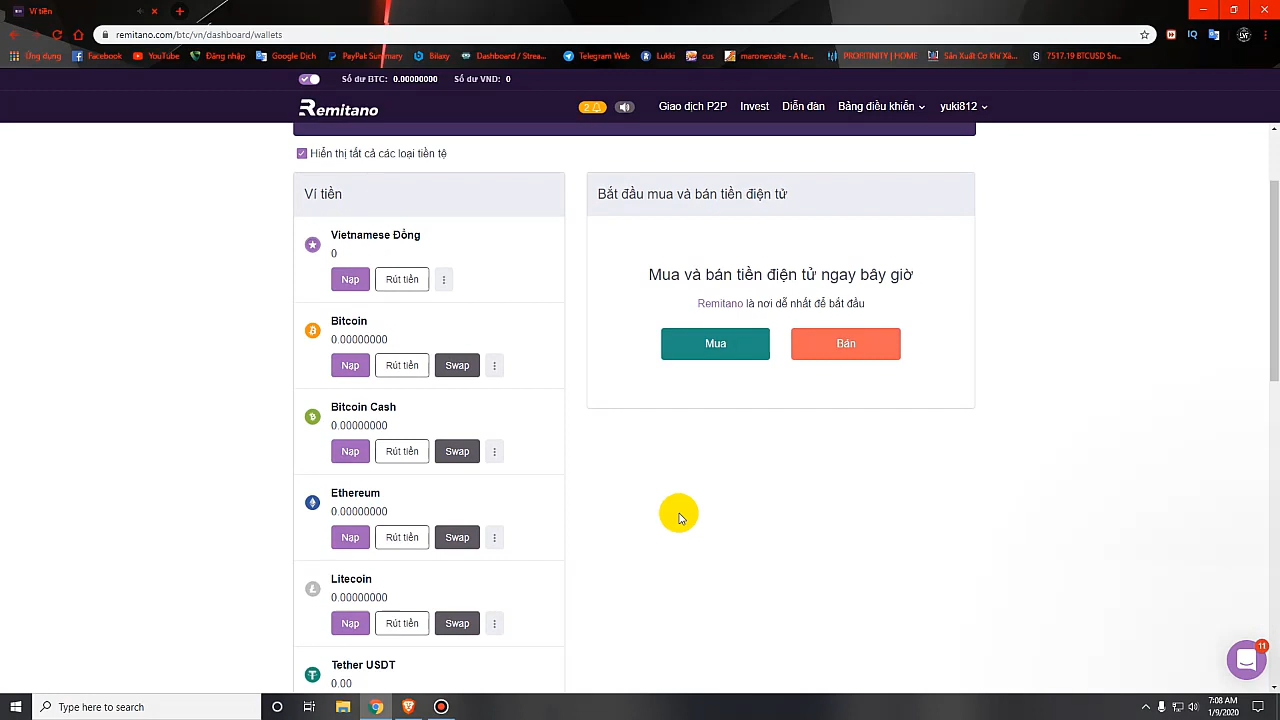 Ví tiền
remitano.com/btc/vn/dashboard/wallets
Ứng dụng Facebook YouTube Đăng nhập Google Dịch PayPal Summary Bilaxy Dashboard / Strea... Telegram Web Lukki cus maronev.site - A te... PROFITINITY | HOME Sản Xuất Cơ Khí Xâ... 7517.19 BTCUSD Sn...
Số dư BTC: 0.00000000 Số dư VND: 0
Remitano 2 Giao dịch P2P Invest Diễn đàn Bảng điều khiển yuki812
Hiển thị tất cả các loại tiền tệ
Ví tiền
Vietnamese Đồng
0
Nạp Rút tiền
Bitcoin
0.00000000
Nạp Rút tiền Swap
Bitcoin Cash
0.00000000
Nạp Rút tiền Swap
Ethereum
0.00000000
Nạp Rút tiền Swap
Litecoin
0.00000000
Nạp Rút tiền Swap
Tether USDT
0.00
Bắt đầu mua và bán tiền điện tử
Mua và bán tiền điện tử ngay bây giờ
Remitano là nơi dễ nhất để bắt đầu
Mua Bán
11
Type here to search
7:08 AM
1/9/2020